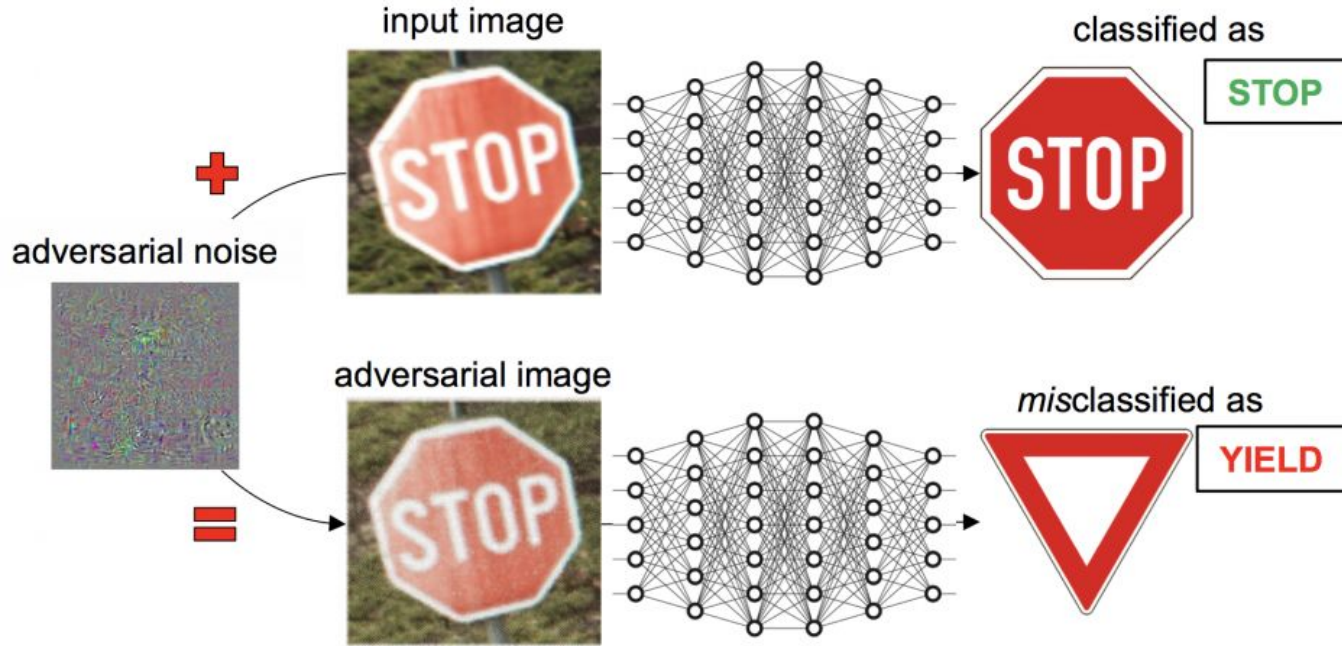 input image
classified as
STOP
STOP
STOP
+
adversarial noise
adversarial image
misclassified as
YIELD
STOP
=